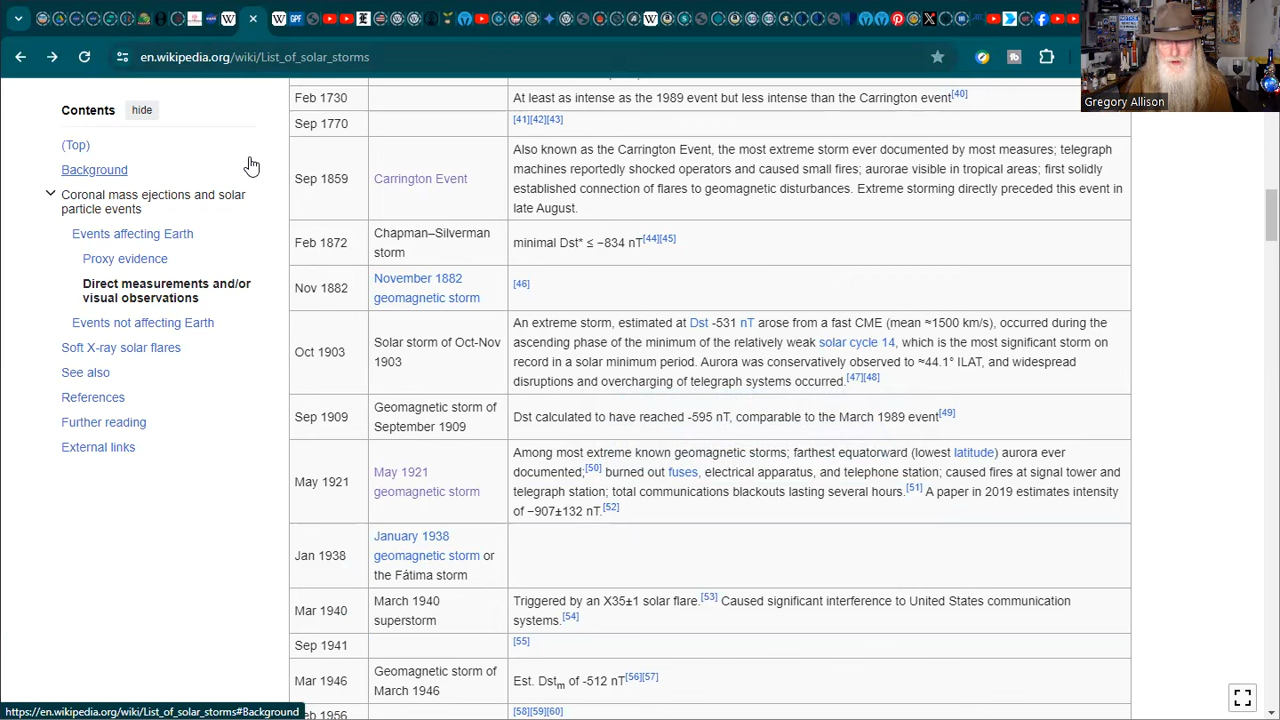 en.wikipedia.org/wiki/List_of_solar_storms
Gregory Allison
Contents hide
(Top)
Background
Coronal mass ejections and solar
particle events
Events affecting Earth
Proxy evidence
Direct measurements and/or
visual observations
Events not affecting Earth
Soft X-ray solar flares
See also
References
Further reading
External links
Feb 1730
At least as intense as the 1989 event but less intense than the Carrington event[40]
Sep 1770
[41][42][43]
Sep 1859
Carrington Event
Also known as the Carrington Event, the most extreme storm ever documented by most measures; telegraph
machines reportedly shocked operators and caused small fires; aurorae visible in tropical areas; first solidly
established connection of flares to geomagnetic disturbances. Extreme storming directly preceded this event in
late August.
Feb 1872
Chapman–Silverman
storm
minimal Dst* ≤ −834 nT[44][45]
Nov 1882
November 1882
geomagnetic storm
[46]
Oct 1903
Solar storm of Oct-Nov
1903
An extreme storm, estimated at Dst -531 nT arose from a fast CME (mean ≈1500 km/s), occurred during the
ascending phase of the minimum of the relatively weak solar cycle 14, which is the most significant storm on
record in a solar minimum period. Aurora was conservatively observed to ≈44.1° ILAT, and widespread
disruptions and overcharging of telegraph systems occurred.[47][48]
Sep 1909
Geomagnetic storm of
September 1909
Dst calculated to have reached -595 nT, comparable to the March 1989 event[49]
May 1921
May 1921
geomagnetic storm
Among most extreme known geomagnetic storms; farthest equatorward (lowest latitude) aurora ever
documented;[50] burned out fuses, electrical apparatus, and telephone station; caused fires at signal tower and
telegraph station; total communications blackouts lasting several hours.[51] A paper in 2019 estimates intensity
of −907±132 nT.[52]
Jan 1938
January 1938
geomagnetic storm or
the Fátima storm
Mar 1940
March 1940
superstorm
Triggered by an X35±1 solar flare.[53] Caused significant interference to United States communication
systems.[54]
Sep 1941
[55]
Mar 1946
Geomagnetic storm of
March 1946
Est. Dstm of -512 nT[56][57]
Feb 1956
[58][59][60]
https://en.wikipedia.org/wiki/List_of_solar_storms#Background